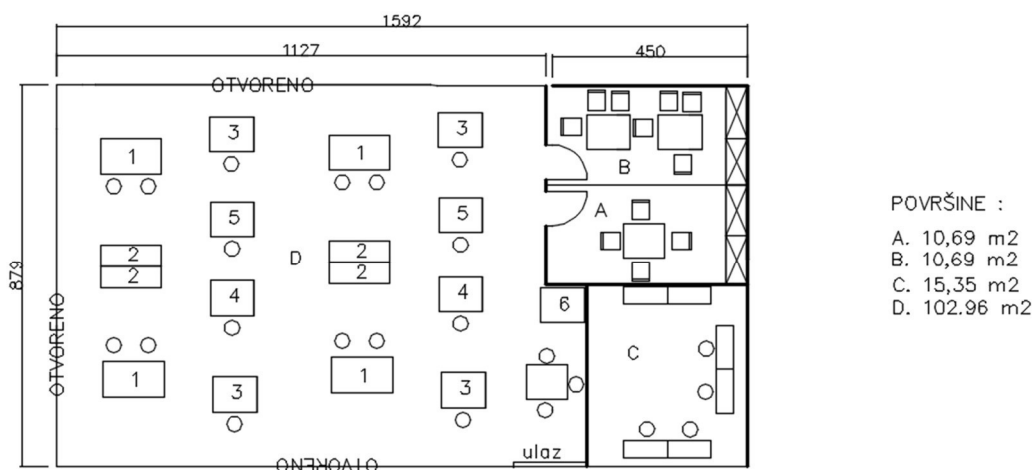 1592
1127
450
OTVORENO
3
3
1
1
B
5
5
A
879
2
2
D
2
2
4
4
6
C
OTVORENO
1
1
3
3
ulaz
OTVORENO
POVRŠINE :
A. 10,69 m2
B. 10,69 m2
C. 15,35 m2
D. 102.96 m2